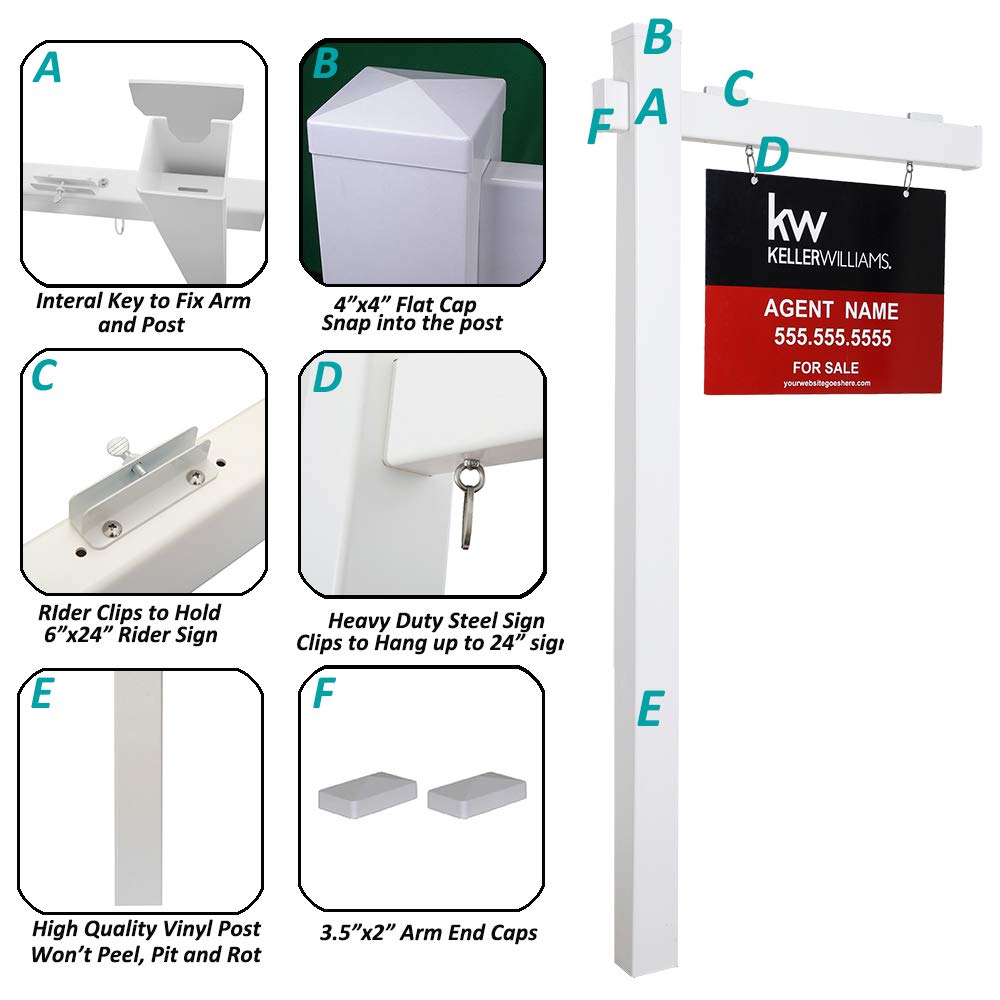 A
Interal Key to Fix Arm
and Post
B
4”x4” Flat Cap
Snap into the post
C
RIder Clips to Hold
6”x24” Rider Sign
D
Heavy Duty Steel Sign
Clips to Hang up to 24” sign
E
High Quality Vinyl Post
Won’t Peel, Pit and Rot
F
3.5”x2” Arm End Caps
B
A
C
F
D
kw
KELLERWILLIAMS.
AGENT NAME
555.555.5555
FOR SALE
yourwebsitegoeshere.com
E